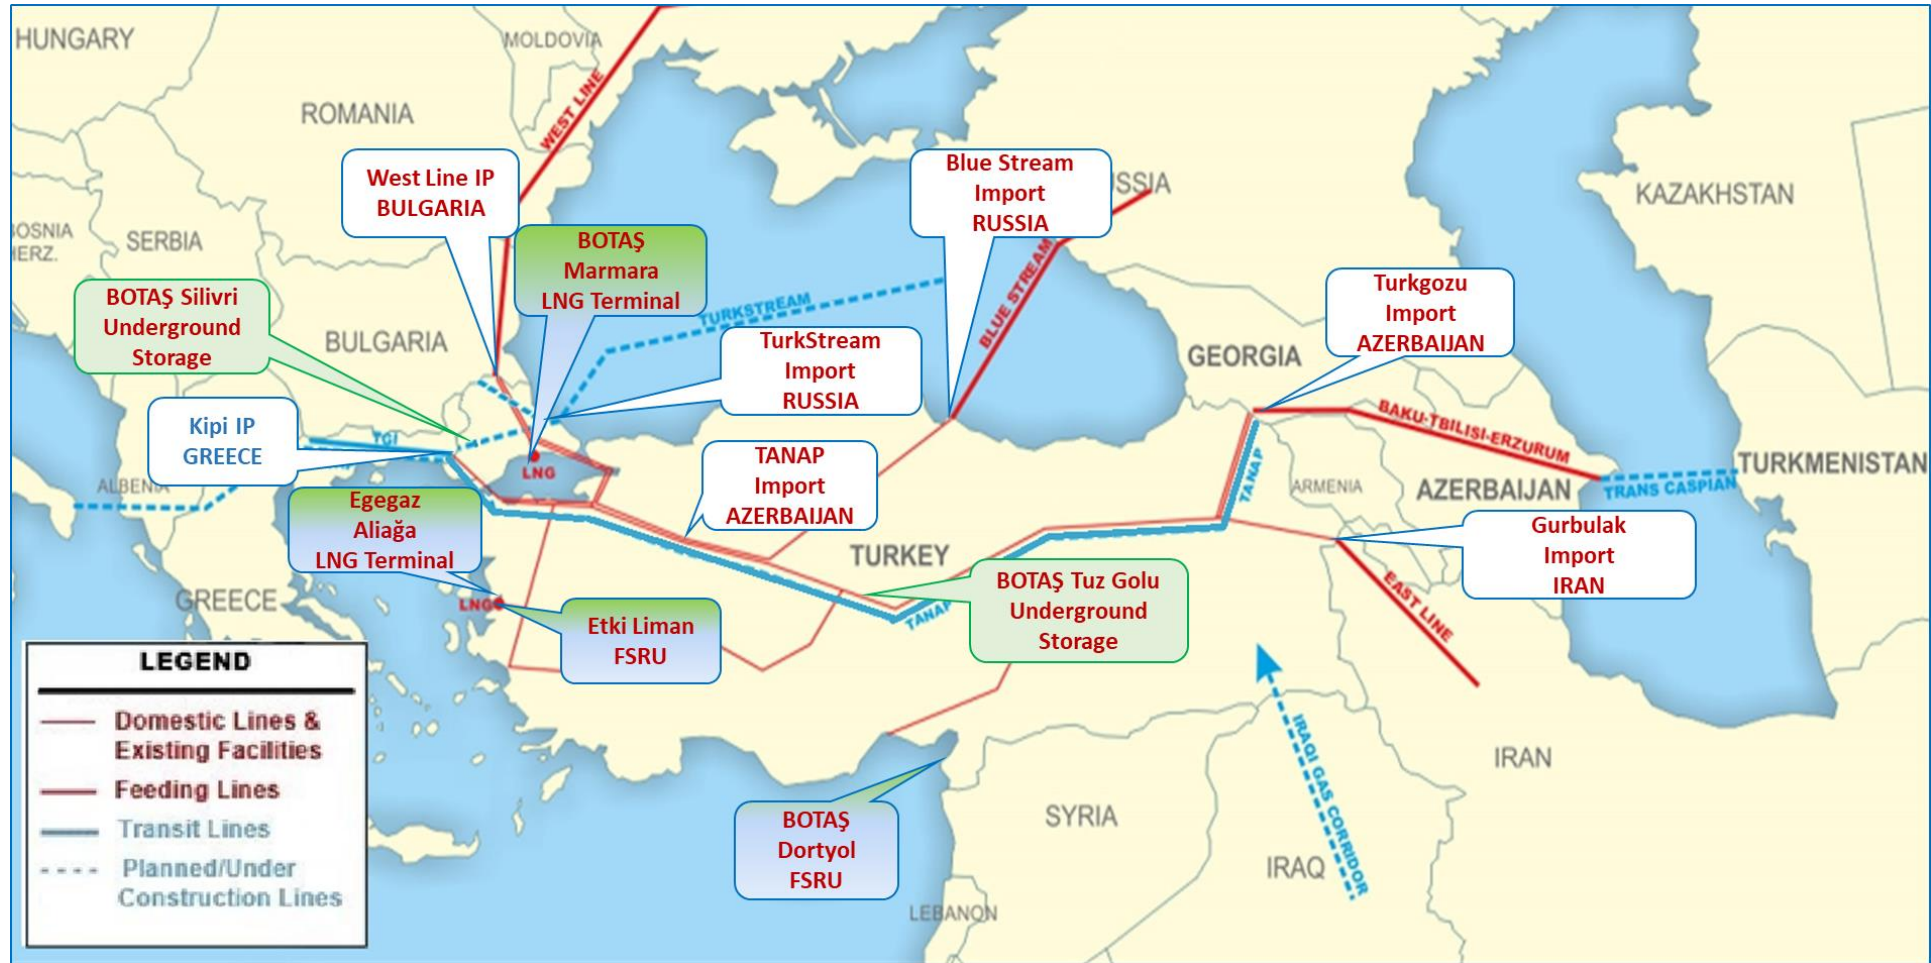 HUNGARY
MOLDOVIA
ROMANIA
WEST LINE
West Line IP
BULGARIA
Blue Stream
Import
RUSSIA
SSIA
KAZAKHSTAN
OSNIA
HERZ.
SERBIA
BOTAŞ
Marmara
LNG Terminal
BOTAŞ Silivri
Underground
Storage
BULGARIA
TURKSTREAM
TurkStream
Import
RUSSIA
BLUE STREAM
Turkgozu
Import
AZERBAIJAN
GEORGIA
BAKU-TBILISI-ERZURUM
Kipi IP
GREECE
TGI
LNG
TANAP
Import
AZERBAIJAN
TANAP
ARMENIA
AZERBAIJAN
TRANS CASPIAN
TURKMENISTAN
ALBENIA
Egegaz
Aliağa
LNG Terminal
TURKEY
Gurbulak
Import
IRAN
GREECE
LNG
Etki Liman
FSRU
TANAP
BOTAŞ Tuz Golu
Underground
Storage
EAST LINE
LEGEND
Domestic Lines &
Existing Facilities
Feeding Lines
Transit Lines
Planned/Under
Construction Lines
IRAQI GAS CORRIDOR
IRAN
BOTAŞ
Dortyol
FSRU
SYRIA
IRAQ
LEBANON